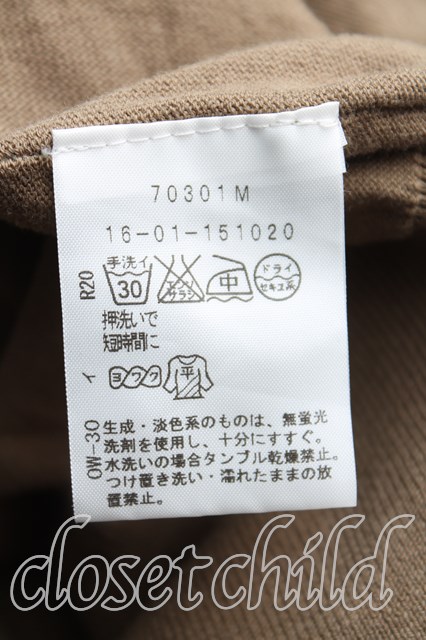 70301M
16-01-151020
R20
手洗イ
30
エンソ
サラシ
中
ドライ
セキユ系
押洗いで
短時間に
イ
ヨワク
平
OW-30
生成・淡色系のものは、無蛍光
洗剤を使用し、十分にすすぐ。
水洗いの場合タンブル乾燥禁止。
つけ置き洗い・濡れたままの放
置禁止。
closetchild